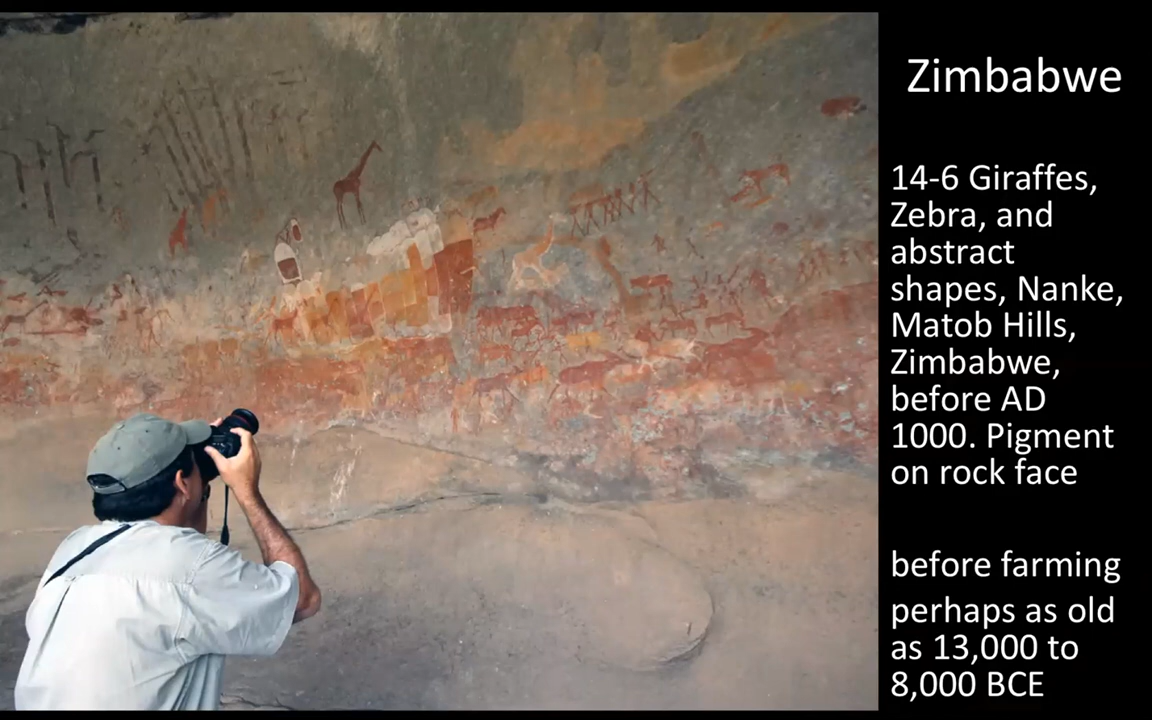 Zimbabwe
14-6 Giraffes,
Zebra, and
abstract
shapes, Nanke,
Matob Hills,
Zimbabwe,
before AD
1000. Pigment
on rock face
before farming
perhaps as old
as 13,000 to
8,000 BCE